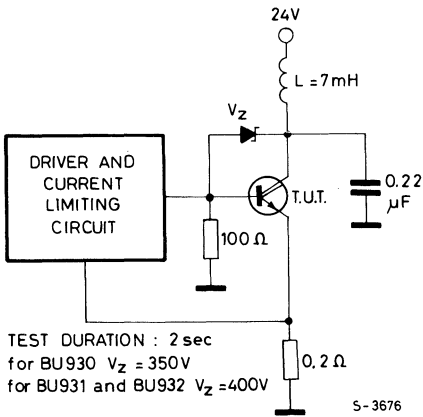 24V
L = 7mH
Vz
DRIVER AND
CURRENT
LIMITING
CIRCUIT
T.U.T.
0.22
µF
100 Ω
TEST DURATION : 2 sec
for BU930 Vz = 350V
for BU931 and BU932 Vz = 400V
0,2 Ω
S-3676